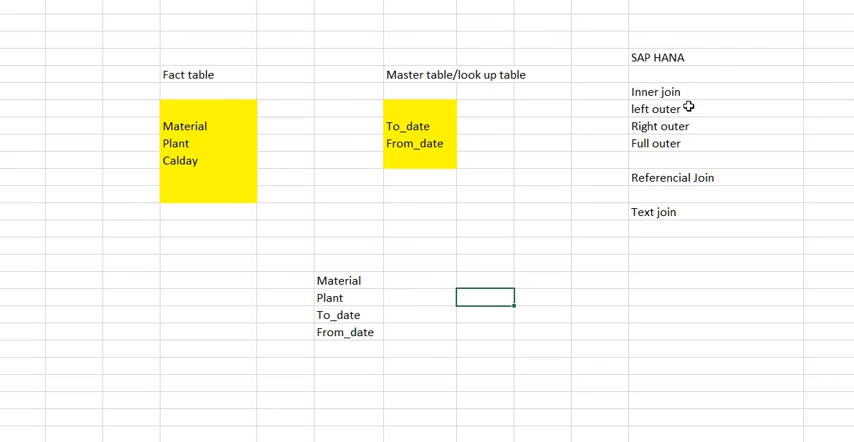 SAP HANA
Fact table
Master table/look up table
Inner join
left outer
Material
To_date
Right outer
Plant
From_date
Full outer
Calday
Referencial Join
Text join
Material
Plant
To_date
From_date